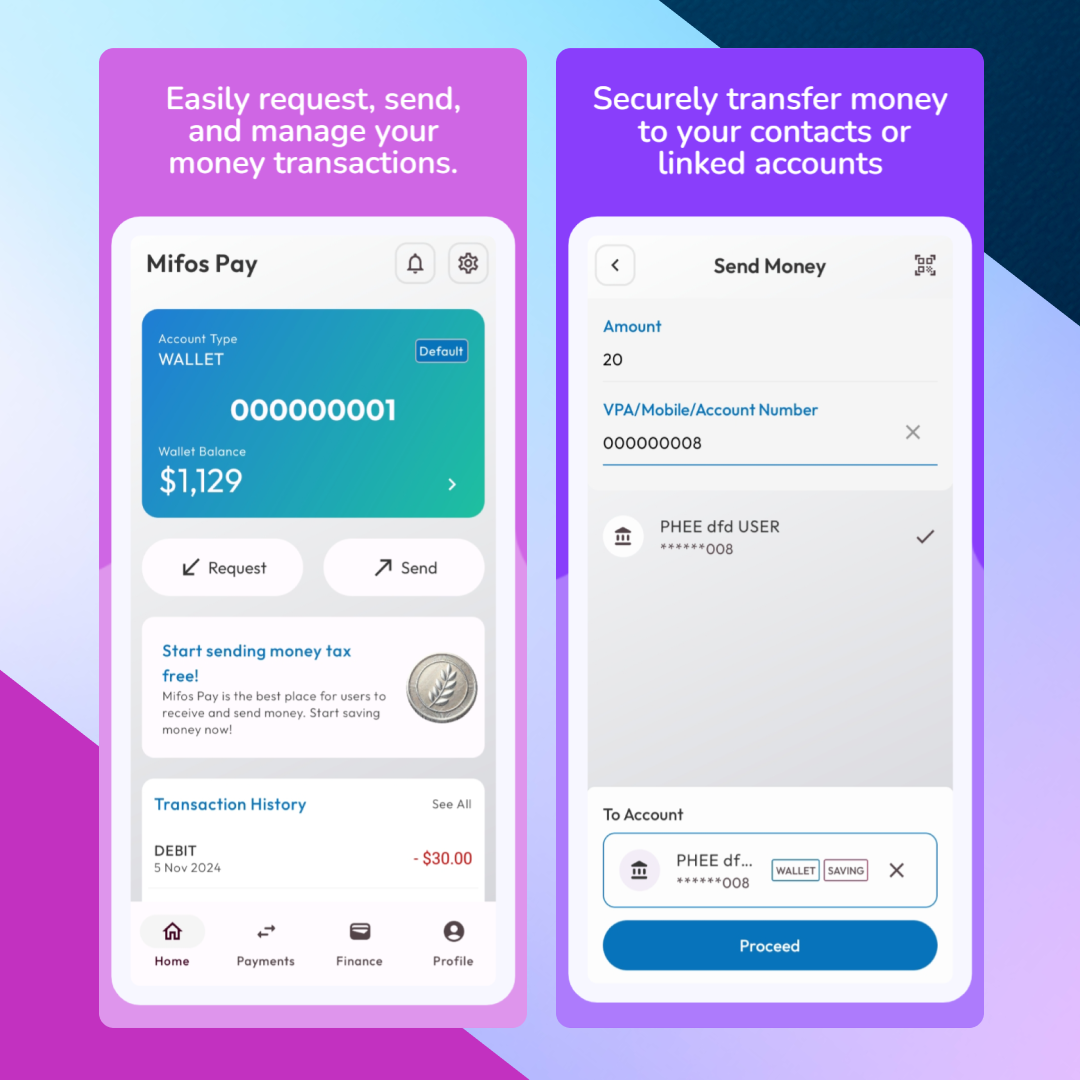 Easily request, send,
and manage your
money transactions.
Mifos Pay
Account Type
WALLET
Default
000000001
Wallet Balance
$1,129
Request
Send
Start sending money tax
free!
Mifos Pay is the best place for users to
receive and send money. Start saving
money now!
Transaction History
See All
DEBIT
5 Nov 2024
- $30.00
Home
Payments
Finance
Profile
Securely transfer money
to your contacts or
linked accounts
Send Money
Amount
20
VPA/Mobile/Account Number
000000008
PHEE dfd USER
******008
To Account
PHEE df...
******008
WALLET
SAVING
Proceed